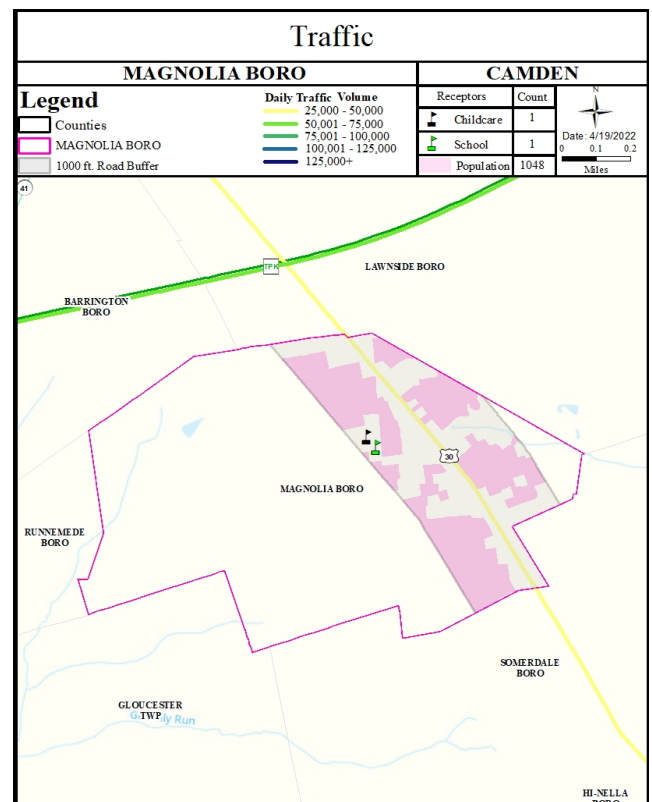 Traffic
MAGNOLIA BORO
CAMDEN
Legend
Counties
MAGNOLIA BORO
1000 ft. Road Buffer
Daily Traffic Volume
25,000 - 50,000
50,001 - 75,000
75,001 - 100,000
100,001 - 125,000
125,000+
Receptors Count
Childcare 1
School 1
Population 1048
N
Date: 4/19/2022
0 0.1 0.2
Miles
41
TPK
LAWNSIDE BORO
BARRINGTON
BORO
30
MAGNOLIA BORO
RUNNEMEDE
BORO
SOMERDALE
BORO
GLOUCESTER
TWP
Run
HI-NELLA
BORO